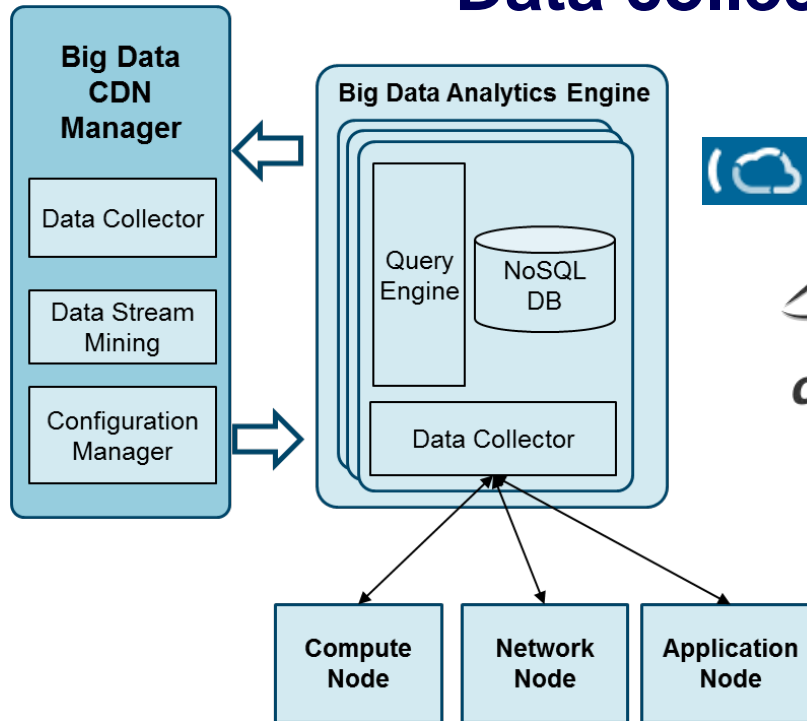 Data
Big Data
CDN
Manager
Data Collector
Data Stream
Mining
Configuration
Manager
Big Data Analytics Engine
Query
Engine
NoSQL
DB
Data Collector
Compute
Node
Network
Node
Application
Node